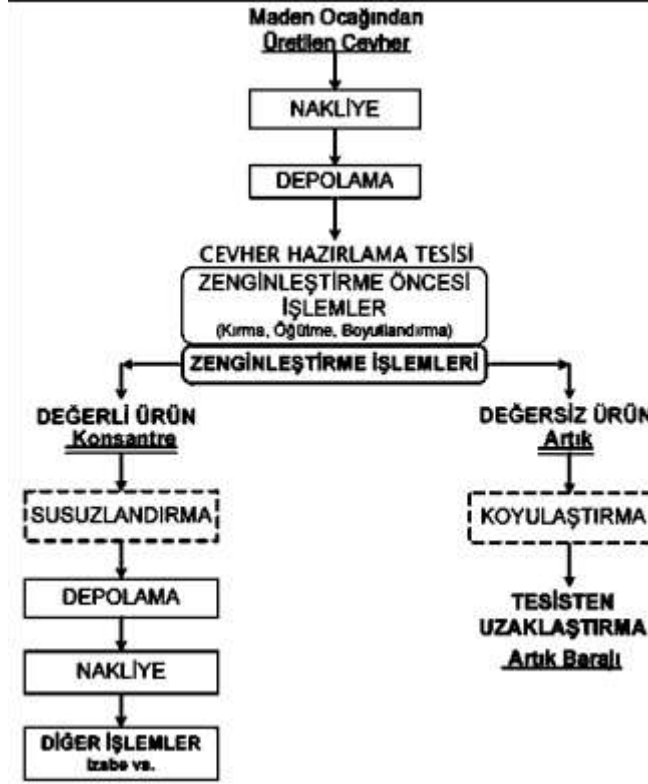 Maden Ocağından
Üretilen Cevher
NAKLİYE
DEPOLAMA
CEVHER HAZIRLAMA TESİSİ
ZENGİNLEŞTİRME ÖNCESİ
İŞLEMLER
(Kırma, Öğütme, Boyutlandırma)
ZENGİNLEŞTİRME İŞLEMLERİ
DEĞERLİ ÜRÜN
Konsantre
SUSUZLANDIRMA
DEPOLAMA
NAKLİYE
DİĞER İŞLEMLER
İzabe vs.
DEĞERSİZ ÜRÜN
Artık
KOYULAŞTIRMA
TESİSTEN
UZAKLAŞTIRMA
Artık Barajı